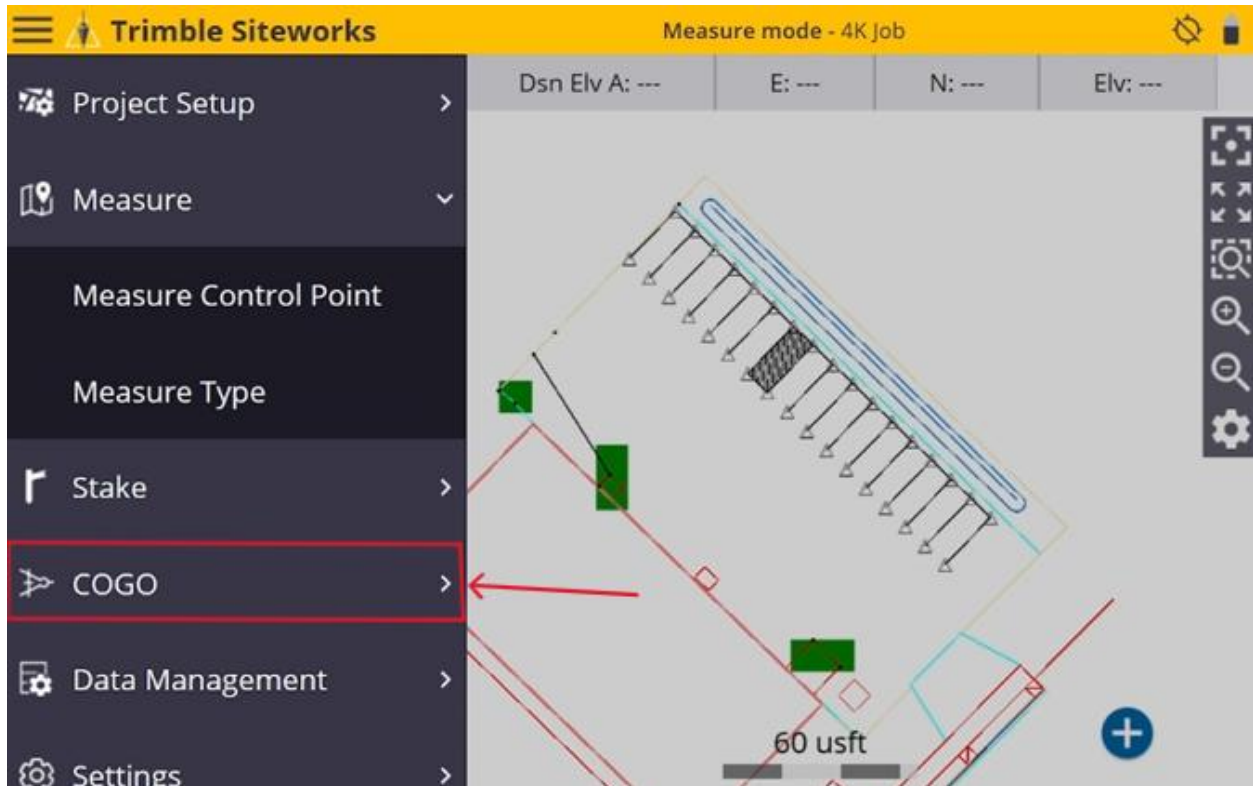 Trimble Siteworks
Measure mode - 4K Job
Dsn Elv A: ---
E: ---
N: ---
Elv: ---
Project Setup
Measure
Measure Control Point
Measure Type
Stake
COGO
Data Management
Settings
60 usft